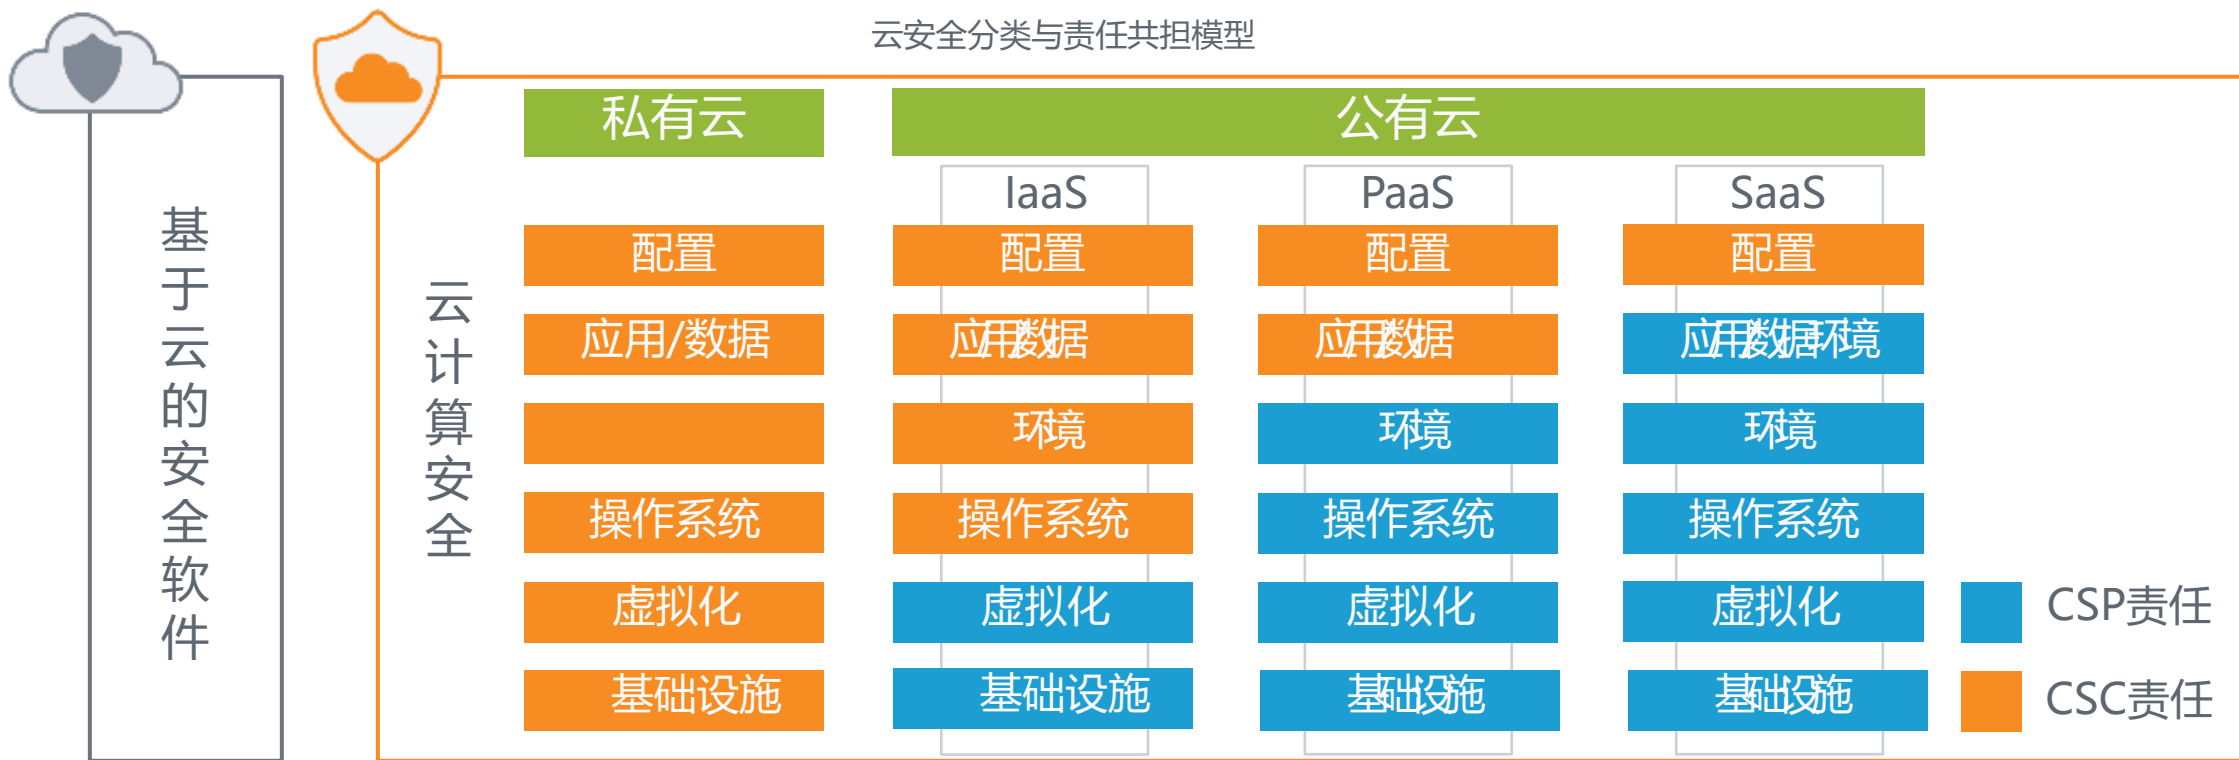 云安全分类与责任共担模型
基于云的安全软件
云计算安全
私有云
公有云
IaaS
PaaS
SaaS
配置
配置
配置
配置
应用/数据
应用/数据
应用/数据
应用/数据环境
环境
环境
环境
操作系统
操作系统
操作系统
操作系统
虚拟化
虚拟化
虚拟化
虚拟化
CSP责任
基础设施
基础设施
基础设施
基础设施
CSC责任